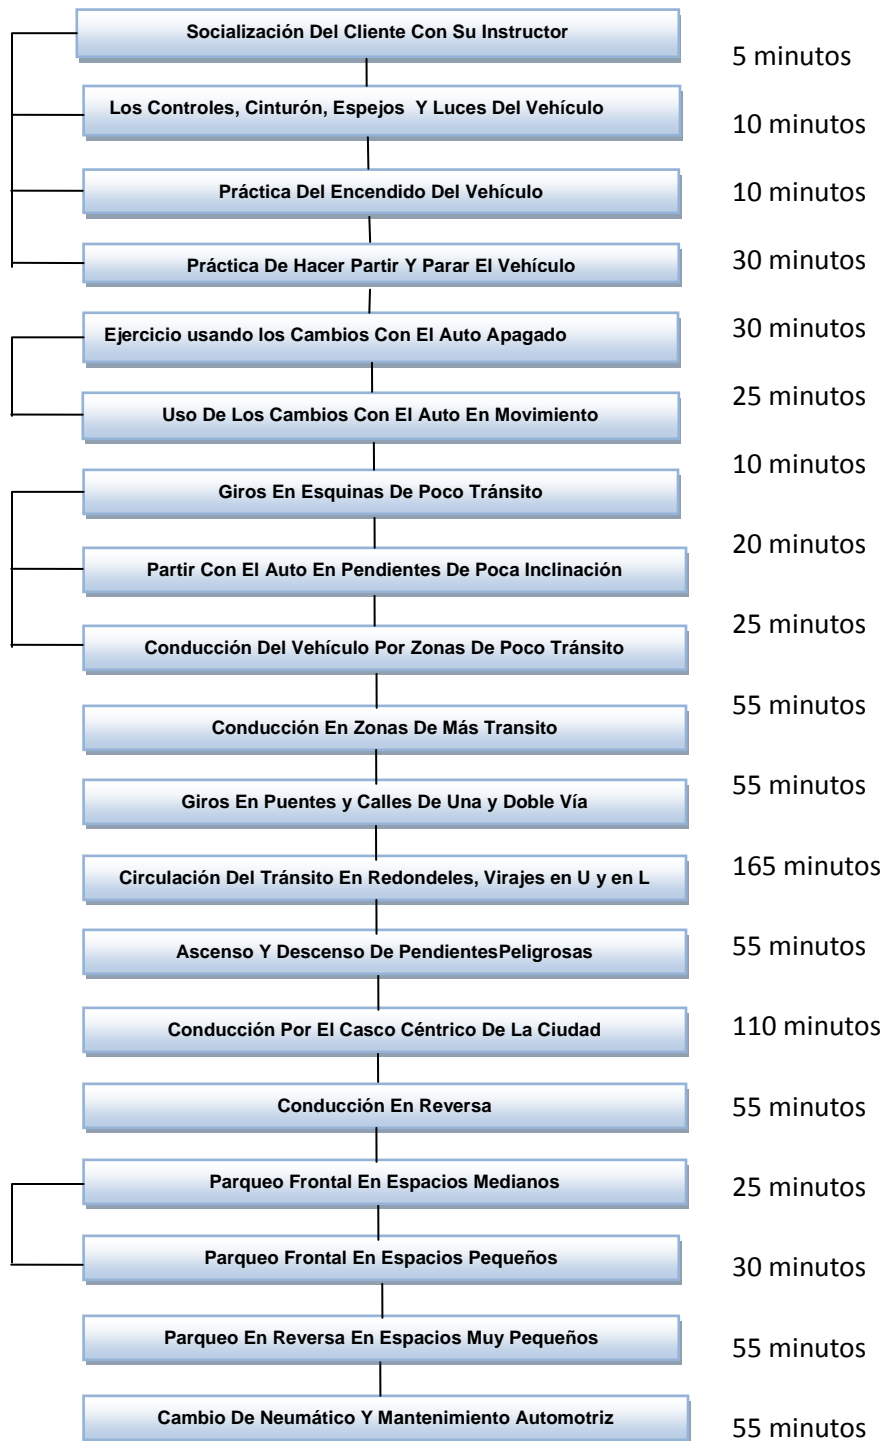 Socialización Del Cliente Con Su Instructor
5 minutos
Los Controles, Cinturón, Espejos Y Luces Del Vehículo
10 minutos
Práctica Del Encendido Del Vehículo
10 minutos
Práctica De Hacer Partir Y Parar El Vehículo
30 minutos
Ejercicio usando los Cambios Con El Auto Apagado
30 minutos
Uso De Los Cambios Con El Auto En Movimiento
25 minutos
Giros En Esquinas De Poco Tránsito
10 minutos
Partir Con El Auto En Pendientes De Poca Inclinación
20 minutos
Conducción Del Vehículo Por Zonas De Poco Tránsito
25 minutos
Conducción En Zonas De Más Transito
55 minutos
Giros En Puentes y Calles De Una y Doble Vía
55 minutos
Circulación Del Tránsito En Redondeles, Virajes en U y en L
165 minutos
Ascenso Y Descenso De PendientesPeligrosas
55 minutos
Conducción Por El Casco Céntrico De La Ciudad
110 minutos
Conducción En Reversa
55 minutos
Parqueo Frontal En Espacios Medianos
25 minutos
Parqueo Frontal En Espacios Pequeños
30 minutos
Parqueo En Reversa En Espacios Muy Pequeños
55 minutos
Cambio De Neumático Y Mantenimiento Automotriz
55 minutos